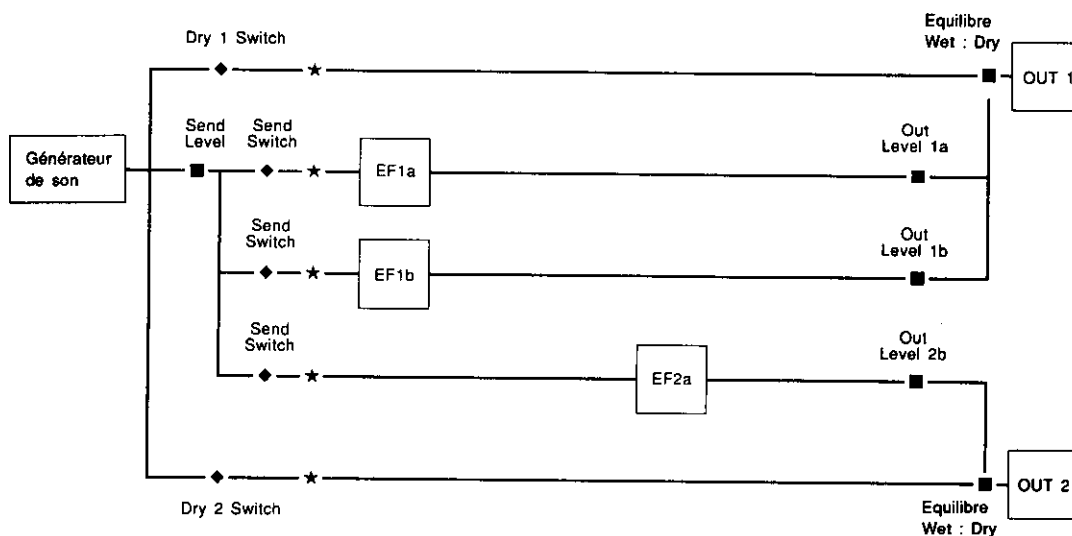 Equilibre
Wet : Dry
Dry 1 Switch
OUT 1
Send
Level
Send
Switch
Out
Level 1a
Générateur
de son
EF1a
Send
Switch
Out
Level 1b
EF1b
Send
Switch
Out
Level 2b
EF2a
Dry 2 Switch
OUT 2
Equilibre
Wet : Dry